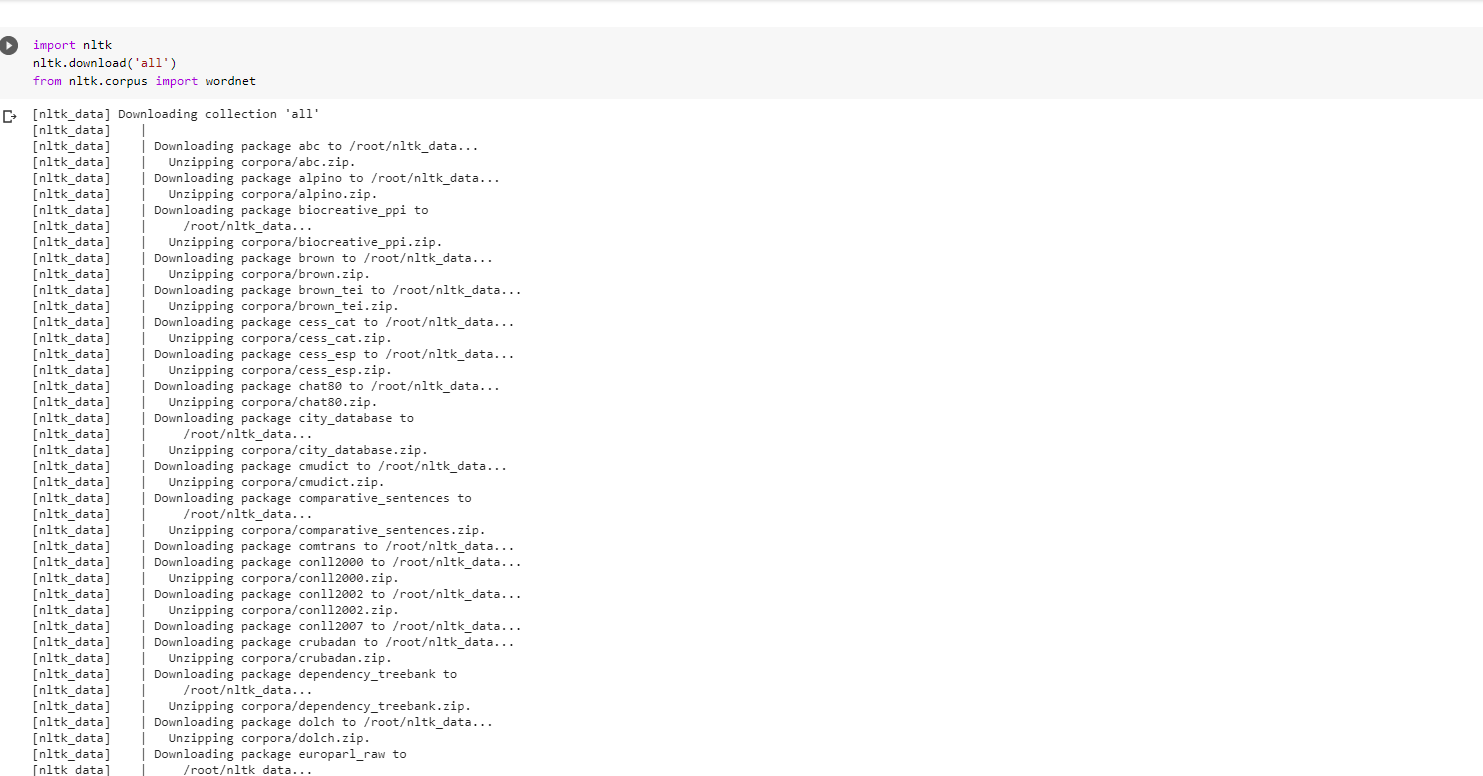 import nltk
nltk.download('all')
from nltk.corpus import wordnet
[nltk_data] Downloading collection 'all'
[nltk_data]    |
[nltk_data]    | Downloading package abc to /root/nltk_data...
[nltk_data]    |   Unzipping corpora/abc.zip.
[nltk_data]    | Downloading package alpino to /root/nltk_data...
[nltk_data]    |   Unzipping corpora/alpino.zip.
[nltk_data]    | Downloading package biocreative_ppi to
[nltk_data]    |     /root/nltk_data...
[nltk_data]    |   Unzipping corpora/biocreative_ppi.zip.
[nltk_data]    | Downloading package brown to /root/nltk_data...
[nltk_data]    |   Unzipping corpora/brown.zip.
[nltk_data]    | Downloading package brown_tei to /root/nltk_data...
[nltk_data]    |   Unzipping corpora/brown_tei.zip.
[nltk_data]    | Downloading package cess_cat to /root/nltk_data...
[nltk_data]    |   Unzipping corpora/cess_cat.zip.
[nltk_data]    | Downloading package cess_esp to /root/nltk_data...
[nltk_data]    |   Unzipping corpora/cess_esp.zip.
[nltk_data]    | Downloading package chat80 to /root/nltk_data...
[nltk_data]    |   Unzipping corpora/chat80.zip.
[nltk_data]    | Downloading package city_database to
[nltk_data]    |     /root/nltk_data...
[nltk_data]    |   Unzipping corpora/city_database.zip.
[nltk_data]    | Downloading package cmudict to /root/nltk_data...
[nltk_data]    |   Unzipping corpora/cmudict.zip.
[nltk_data]    | Downloading package comparative_sentences to
[nltk_data]    |     /root/nltk_data...
[nltk_data]    |   Unzipping corpora/comparative_sentences.zip.
[nltk_data]    | Downloading package comtrans to /root/nltk_data...
[nltk_data]    | Downloading package conll2000 to /root/nltk_data...
[nltk_data]    |   Unzipping corpora/conll2000.zip.
[nltk_data]    | Downloading package conll2002 to /root/nltk_data...
[nltk_data]    |   Unzipping corpora/conll2002.zip.
[nltk_data]    | Downloading package conll2007 to /root/nltk_data...
[nltk_data]    | Downloading package crubadan to /root/nltk_data...
[nltk_data]    |   Unzipping corpora/crubadan.zip.
[nltk_data]    | Downloading package dependency_treebank to
[nltk_data]    |     /root/nltk_data...
[nltk_data]    |   Unzipping corpora/dependency_treebank.zip.
[nltk_data]    | Downloading package dolch to /root/nltk_data...
[nltk_data]    |   Unzipping corpora/dolch.zip.
[nltk_data]    | Downloading package europarl_raw to
[nltk_data]    |     /root/nltk_data...